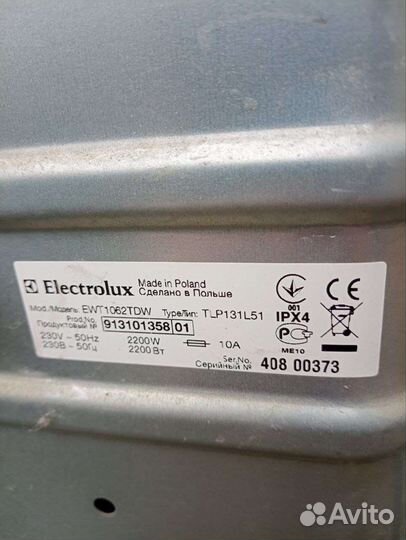 Electrolux Made in Poland
Сделано в Польше
Mod./Модель: EWT1062TDW Type/Тип: TLP131L51
Prod.No.
Продуктовый № 913101358 01
230V ~ 50Hz 2200W 10A
230В ~ 50Гц 2200 Вт
001
CE
IPX4
ME10
Ser.No.
Серийный № 408 00373
Avito